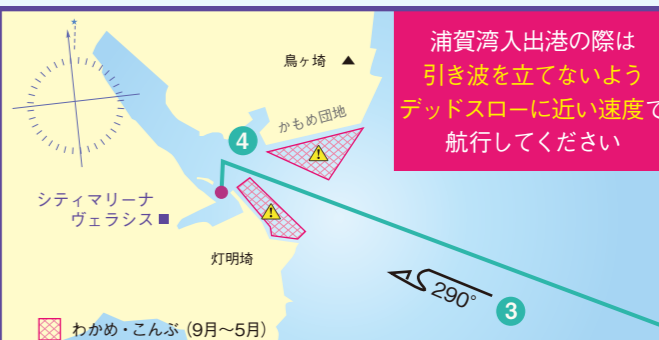 浦賀湾入出港の際は
引き波を立てないよう
デッドスローに近い速度で
航行してください
鳥ヶ埼 ▲
かもめ団地
4
シティマリーナ
ヴェラシス■
灯明埼
290°
3
わかめ・こんぶ（9月〜5月）